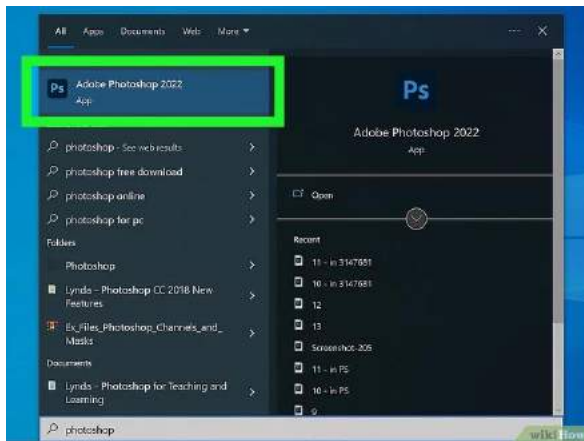 All Apps Documents Web More
Ps Adobe Photoshop 2022
App
photoshop - See web results
photoshop free download
photoshop online
photoshop for pc
Folders
Photoshop
Lynda - Photoshop CC 2018 New
Features
Ex_Files_Photoshop_Channels_and_
Masks
Documents
Lynda - Photoshop for Teaching and
Learning
photoshop
Ps
Adobe Photoshop 2022
App
Open
Recent
11 - in 3147681
10 - in 3147681
12
13
Screenshot-205
11 - in PS
10 - in PS
9
wikiHow